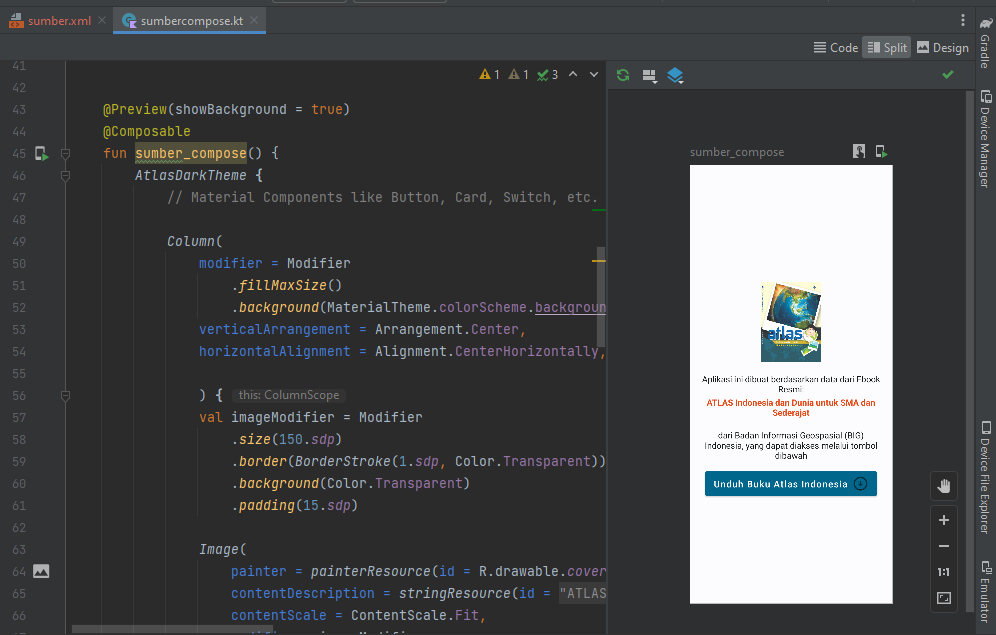 sumber.xml
sumbercompose.kt
Code
Split
Design
41
1 1 3
42
43 @Preview(showBackground = true)
44 @Composable
45 fun sumber_compose() {
46 AtlasDarkTheme {
47 // Material Components like Button, Card, Switch, etc.
48
49 Column(
50 modifier = Modifier
51 .fillMaxSize()
52 .background(MaterialTheme.colorScheme.backgroun
53 verticalArrangement = Arrangement.Center,
54 horizontalAlignment = Alignment.CenterHorizontally,
55
56 ) { this: ColumnScope
57 val imageModifier = Modifier
58 .size(150.sdp)
59 .border(BorderStroke(1.sdp, Color.Transparent))
60 .background(Color.Transparent)
61 .padding(15.sdp)
62
63 Image(
64 painter = painterResource(id = R.drawable.cover
65 contentDescription = stringResource(id = "ATLAS
66 contentScale = ContentScale.Fit,
sumber_compose
atlas
Aplikasi ini dibuat berdasarkan data dari Ebook
Resmi:
ATLAS Indonesia dan Dunia untuk SMA dan
Sederajat
dari Badan Informasi Geospasial (BIG)
Indonesia, yang dapat diakses melalui tombol
dibawah
Unduh Buku Atlas Indonesia
1:1
Gradle
Device Manager
Device File Explorer
Emulator